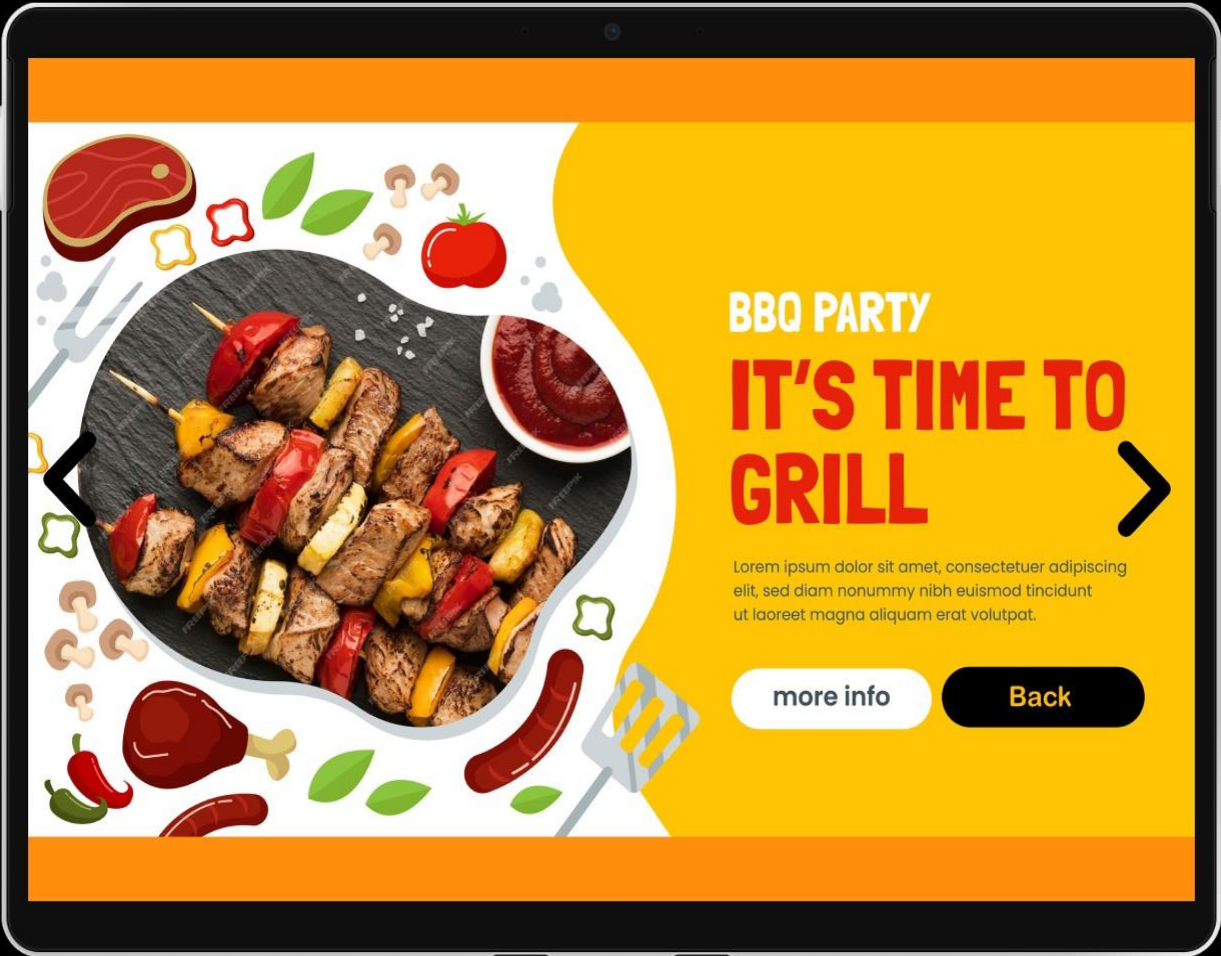 BBQ PARTY
IT'S TIME TO
GRILL
Lorem ipsum dolor sit amet, consectetuer adipiscing
elit, sed diam nonummy nibh euismod tincidunt
ut laoreet magna aliquam erat volutpat.
more info
Back